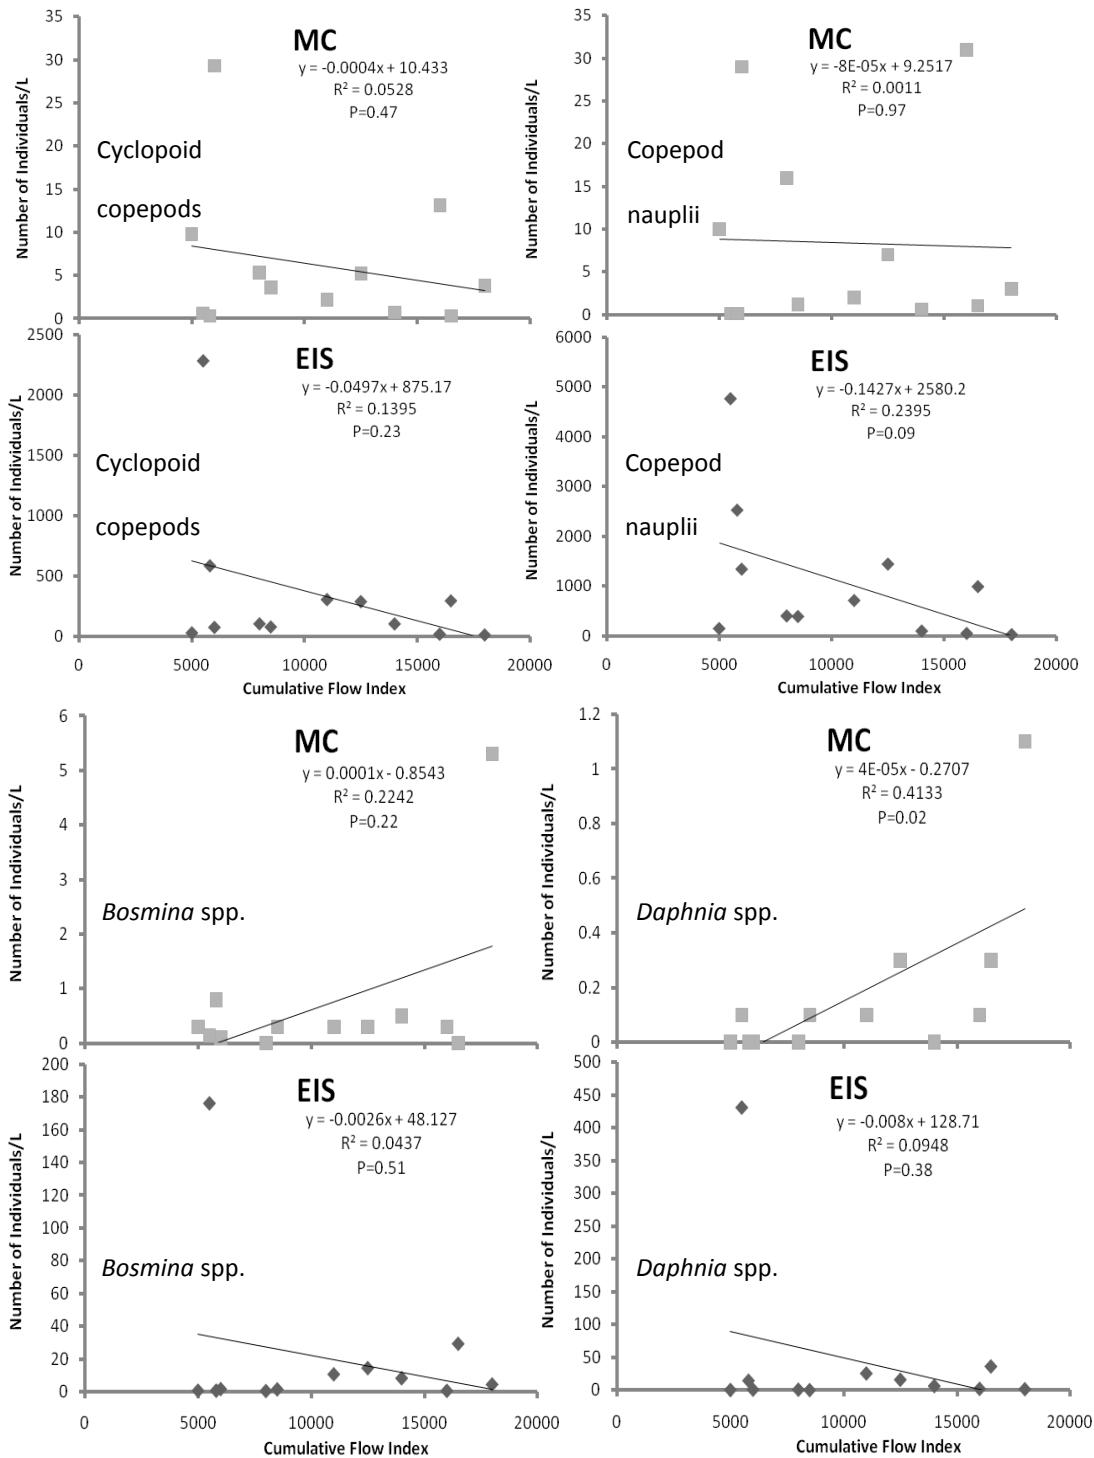 35
30
25
20
15
10
5
0
Number of Individuals/L
MC
y = -0.0004x + 10.433
R² = 0.0528
P=0.47
Cyclopoid
copepods
35
30
25
20
15
10
5
0
Number of Individuals/L
MC
y = -8E-05x + 9.2517
R² = 0.0011
P=0.97
Copepod
nauplii
2500
2000
1500
1000
500
0
Number of Individuals/L
EIS
y = -0.0497x + 875.17
R² = 0.1395
P=0.23
Cyclopoid
copepods
0 5000 10000 15000 20000
Cumulative Flow Index
6000
5000
4000
3000
2000
1000
0
Number of Individuals/L
EIS
y = -0.1427x + 2580.2
R² = 0.2395
P=0.09
Copepod
nauplii
0 5000 10000 15000 20000
Cumulative Flow Index
6
5
4
3
2
1
0
Number of Individuals/L
MC
y = 0.0001x - 0.8543
R² = 0.2242
P=0.22
Bosmina spp.
1.2
1
0.8
0.6
0.4
0.2
0
Number of Individuals/L
MC
y = 4E-05x - 0.2707
R² = 0.4133
P=0.02
Daphnia spp.
200
180
160
140
120
100
80
60
40
20
0
Number of Individuals/L
EIS
y = -0.0026x + 48.127
R² = 0.0437
P=0.51
Bosmina spp.
0 5000 10000 15000 20000
Cumulative Flow Index
500
450
400
350
300
250
200
150
100
50
0
Number of Individuals/L
EIS
y = -0.008x + 128.71
R² = 0.0948
P=0.38
Daphnia spp.
0 5000 10000 15000 20000
Cumulative Flow Index